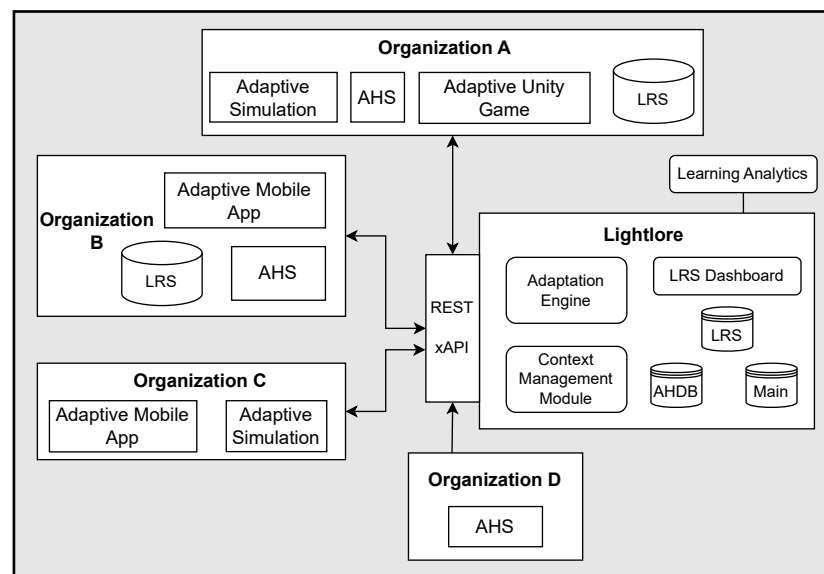 Organization A
Adaptive
Simulation
AHS
Adaptive Unity
Game
LRS
Organization
B
Adaptive Mobile
App
LRS
AHS
Learning Analytics
Lightlore
REST
xAPI
Adaptation
Engine
LRS Dashboard
LRS
Context
Management
Module
AHDB
Main
Organization C
Adaptive Mobile
App
Adaptive
Simulation
Organization D
AHS